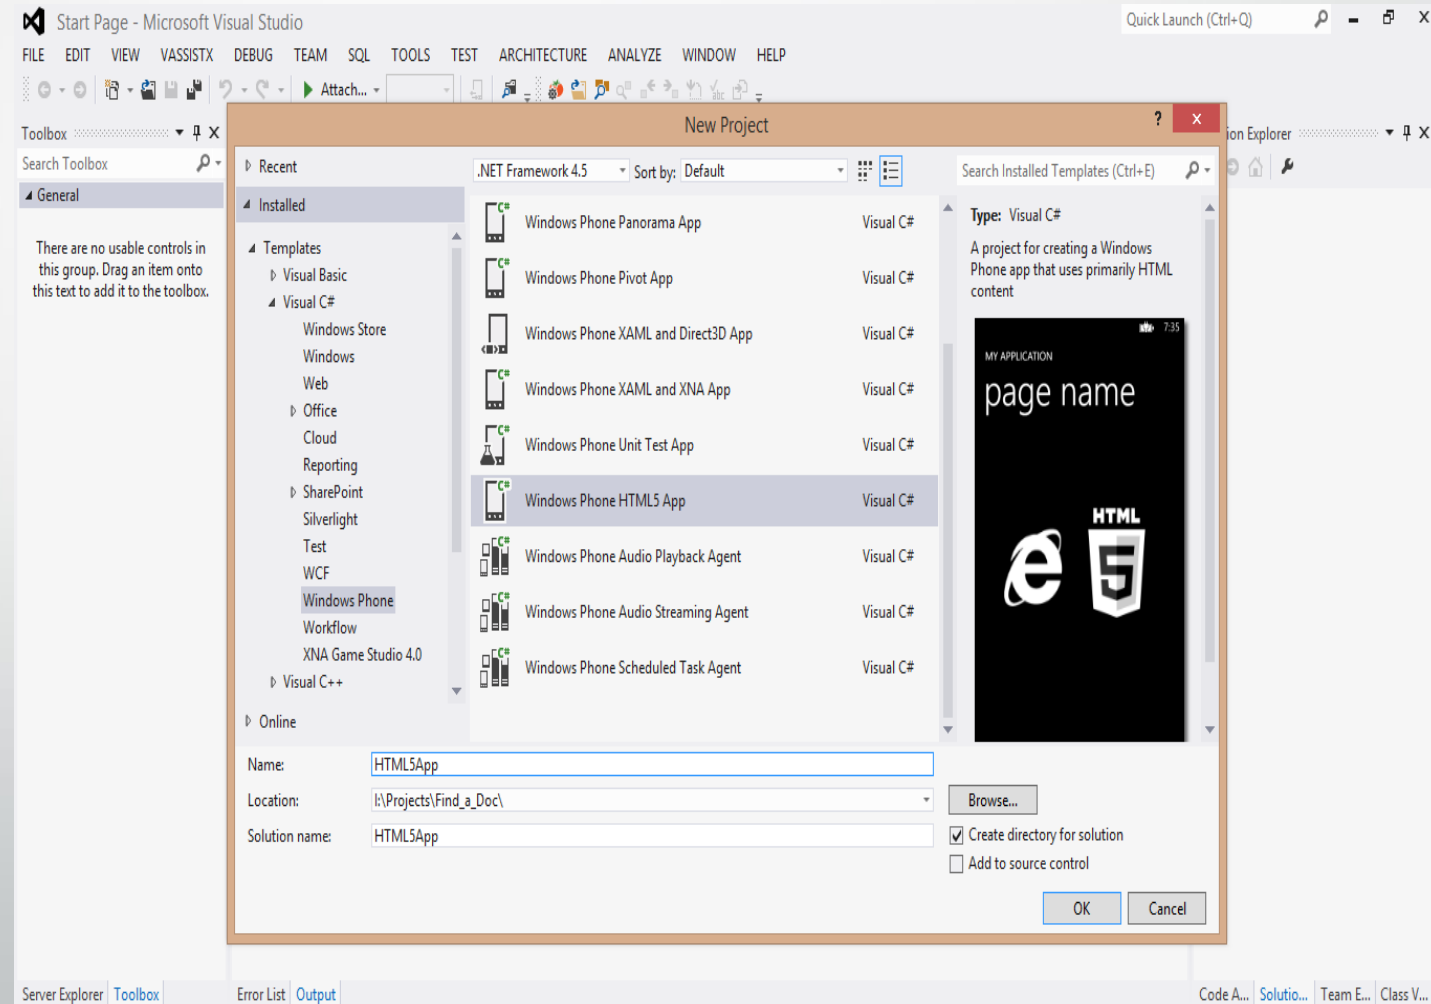 Start Page - Microsoft Visual Studio
Quick Launch (Ctrl+Q)
FILE EDIT VIEW VASSISTX DEBUG TEAM SQL TOOLS TEST ARCHITECTURE ANALYZE WINDOW HELP
Attach...
Toolbox
Search Toolbox
General
There are no usable controls in
this group. Drag an item onto
this text to add it to the toolbox.
New Project
?
ion Explorer
Recent
Installed
Templates
Visual Basic
Visual C#
Windows Store
Windows
Web
Office
Cloud
Reporting
SharePoint
Silverlight
Test
WCF
Windows Phone
Workflow
XNA Game Studio 4.0
Visual C++
Online
.NET Framework 4.5
Sort by: Default
Search Installed Templates (Ctrl+E)
Windows Phone Panorama App Visual C#
Windows Phone Pivot App Visual C#
Windows Phone XAML and Direct3D App Visual C#
Windows Phone XAML and XNA App Visual C#
Windows Phone Unit Test App Visual C#
Windows Phone HTML5 App Visual C#
Windows Phone Audio Playback Agent Visual C#
Windows Phone Audio Streaming Agent Visual C#
Windows Phone Scheduled Task Agent Visual C#
Type: Visual C#
A project for creating a Windows
Phone app that uses primarily HTML
content
7:35
MY APPLICATION
page name
HTML
5
Name: HTML5App
Location: I:\Projects\Find_a_Doc\
Browse...
Solution name: HTML5App
Create directory for solution
Add to source control
OK Cancel
Server Explorer Toolbox
Error List Output
Code A... Solutio... Team E... Class V...